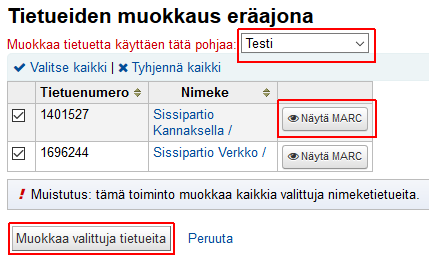 Tietueiden muokkaus eräajona
Muokkaa tietuetta käyttäen tätä pohjaa: Testi
Valitse kaikki | Tyhjennä kaikki
Tietuenumero Nimeke
1401527 Sissipartio Kannaksella / Näytä MARC
1696244 Sissipartio Verkko / Näytä MARC
! Muistutus: tämä toiminto muokkaa kaikkia valittuja nimeketietueita.
Muokkaa valittuja tietueita Peruuta